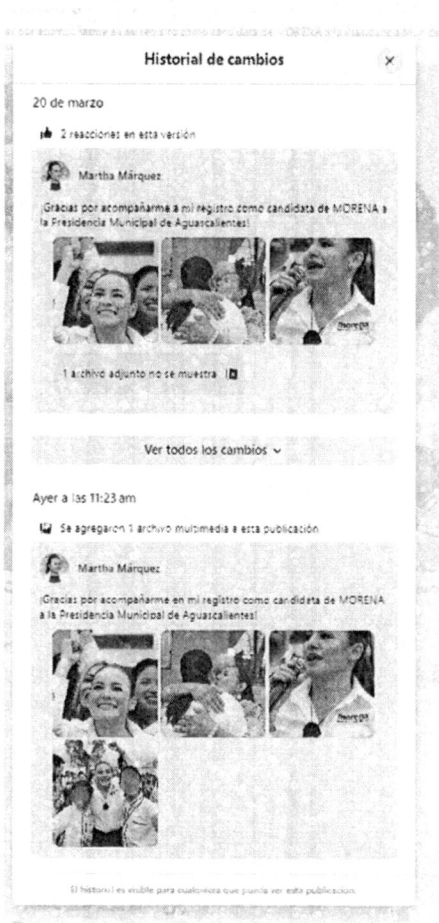 Historial de cambios
20 de marzo
2 reacciones en esta versión
Martha Márquez
¡Gracias por acompañarme a mi registro como candidata de MORENA a
la Presidencia Municipal de Aguascalientes!
morena
1 archivo adjunto no se muestra
Ver todos los cambios
Ayer a las 11:23 am
Se agregaron 1 archivo multimedia a esta publicación
Martha Márquez
¡Gracias por acompañarme en mi registro como candidata de MORENA
a la Presidencia Municipal de Aguascalientes!
morena
El historial es visible para cualquiera que pueda ver esta publicación.